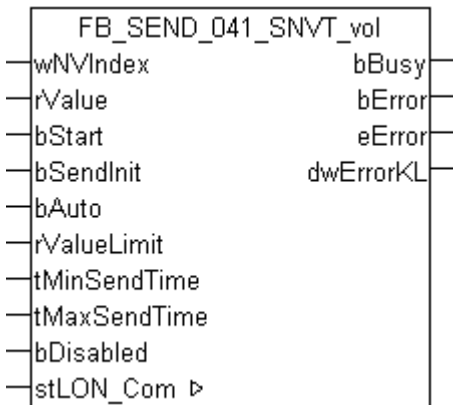 FB_SEND_041_SNVT_vol
wNVIndex bBusy
rValue bError
bStart eError
bSendInit dwErrorKL
bAuto
rValueLimit
tMinSendTime
tMaxSendTime
bDisabled
stLON_Com ▷